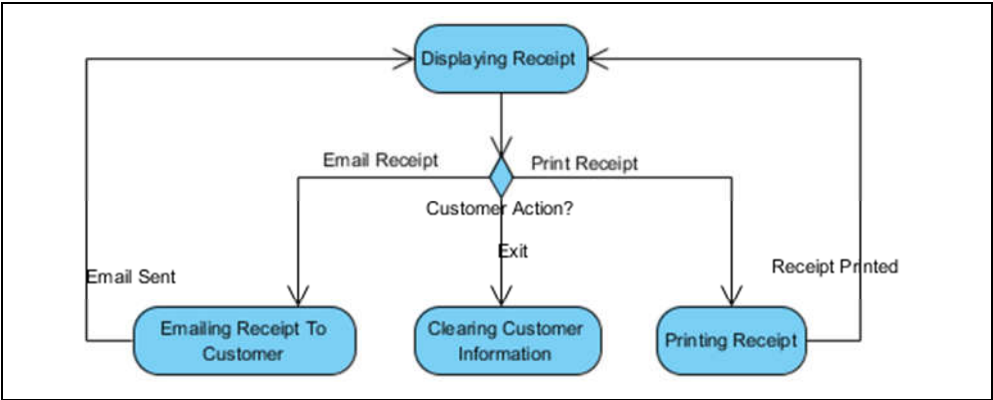 Displaying Receipt
Email Receipt
Print Receipt
Customer Action?
Exit
Email Sent
Receipt Printed
Emailing Receipt To
Customer
Clearing Customer
Information
Printing Receipt